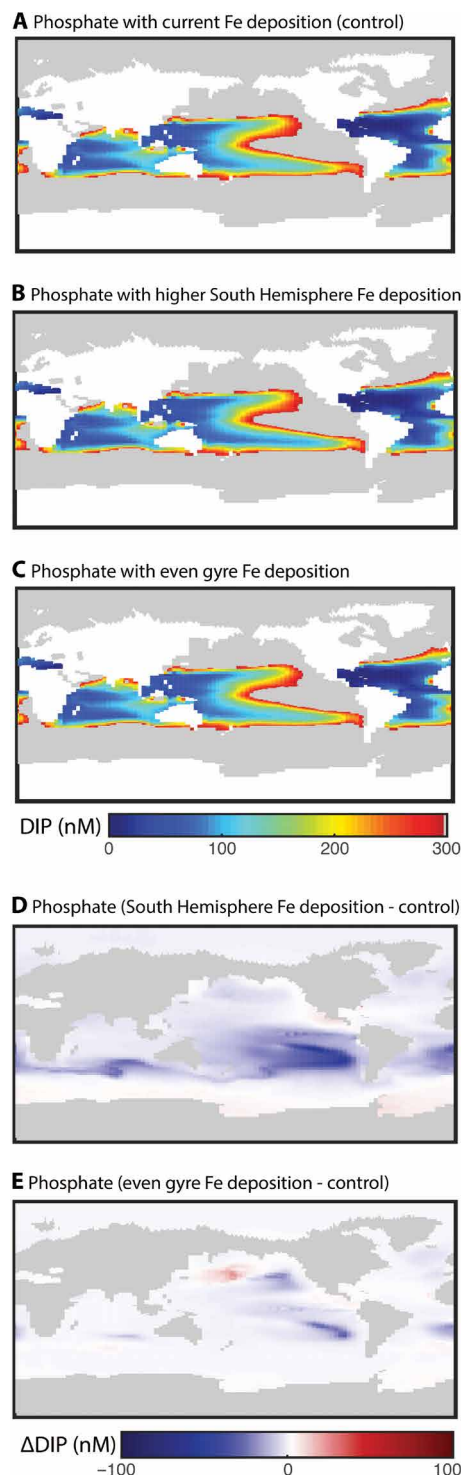 A Phosphate with current Fe deposition (control)
B Phosphate with higher South Hemisphere Fe deposition
C Phosphate with even gyre Fe deposition
DIP (nM)
0 100 200 300
D Phosphate (South Hemisphere Fe deposition - control)
E Phosphate (even gyre Fe deposition - control)
ΔDIP (nM)
−100 0 100